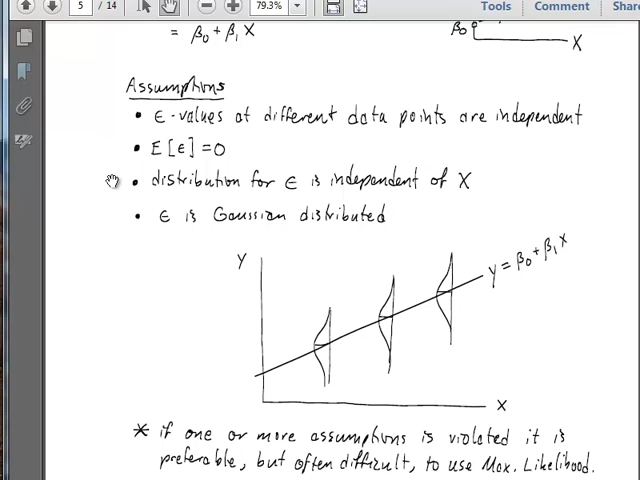 5 / 14
79.3%
Tools
Comment
Share
= β₀ + β₁ X
β₀
X
Assumptions
• ε-values at different data points are independent
• E[ε] = 0
• distribution for ε is independent of X
• ε is Gaussian distributed
Y
y = β₀ + β₁ x
X
* if one or more assumptions is violated it is
preferable, but often difficult, to use Max. Likelihood.